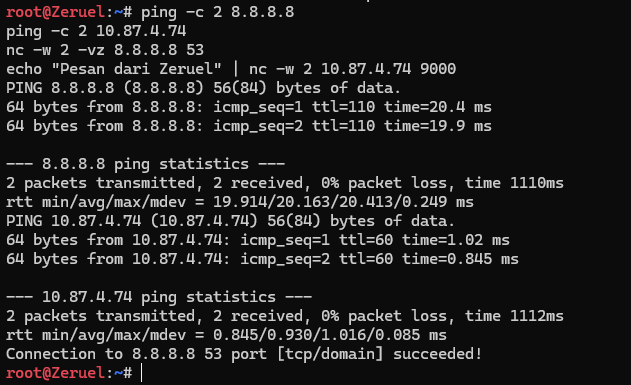 root@Zeruel:~# ping -c 2 8.8.8.8
ping -c 2 10.87.4.74
nc -w 2 -vz 8.8.8.8 53
echo "Pesan dari Zeruel" | nc -w 2 10.87.4.74 9000
PING 8.8.8.8 (8.8.8.8) 56(84) bytes of data.
64 bytes from 8.8.8.8: icmp_seq=1 ttl=110 time=20.4 ms
64 bytes from 8.8.8.8: icmp_seq=2 ttl=110 time=19.9 ms

--- 8.8.8.8 ping statistics ---
2 packets transmitted, 2 received, 0% packet loss, time 1110ms
rtt min/avg/max/mdev = 19.914/20.163/20.413/0.249 ms
PING 10.87.4.74 (10.87.4.74) 56(84) bytes of data.
64 bytes from 10.87.4.74: icmp_seq=1 ttl=60 time=1.02 ms
64 bytes from 10.87.4.74: icmp_seq=2 ttl=60 time=0.845 ms

--- 10.87.4.74 ping statistics ---
2 packets transmitted, 2 received, 0% packet loss, time 1112ms
rtt min/avg/max/mdev = 0.845/0.930/1.016/0.085 ms
Connection to 8.8.8.8 53 port [tcp/domain] succeeded!
root@Zeruel:~#